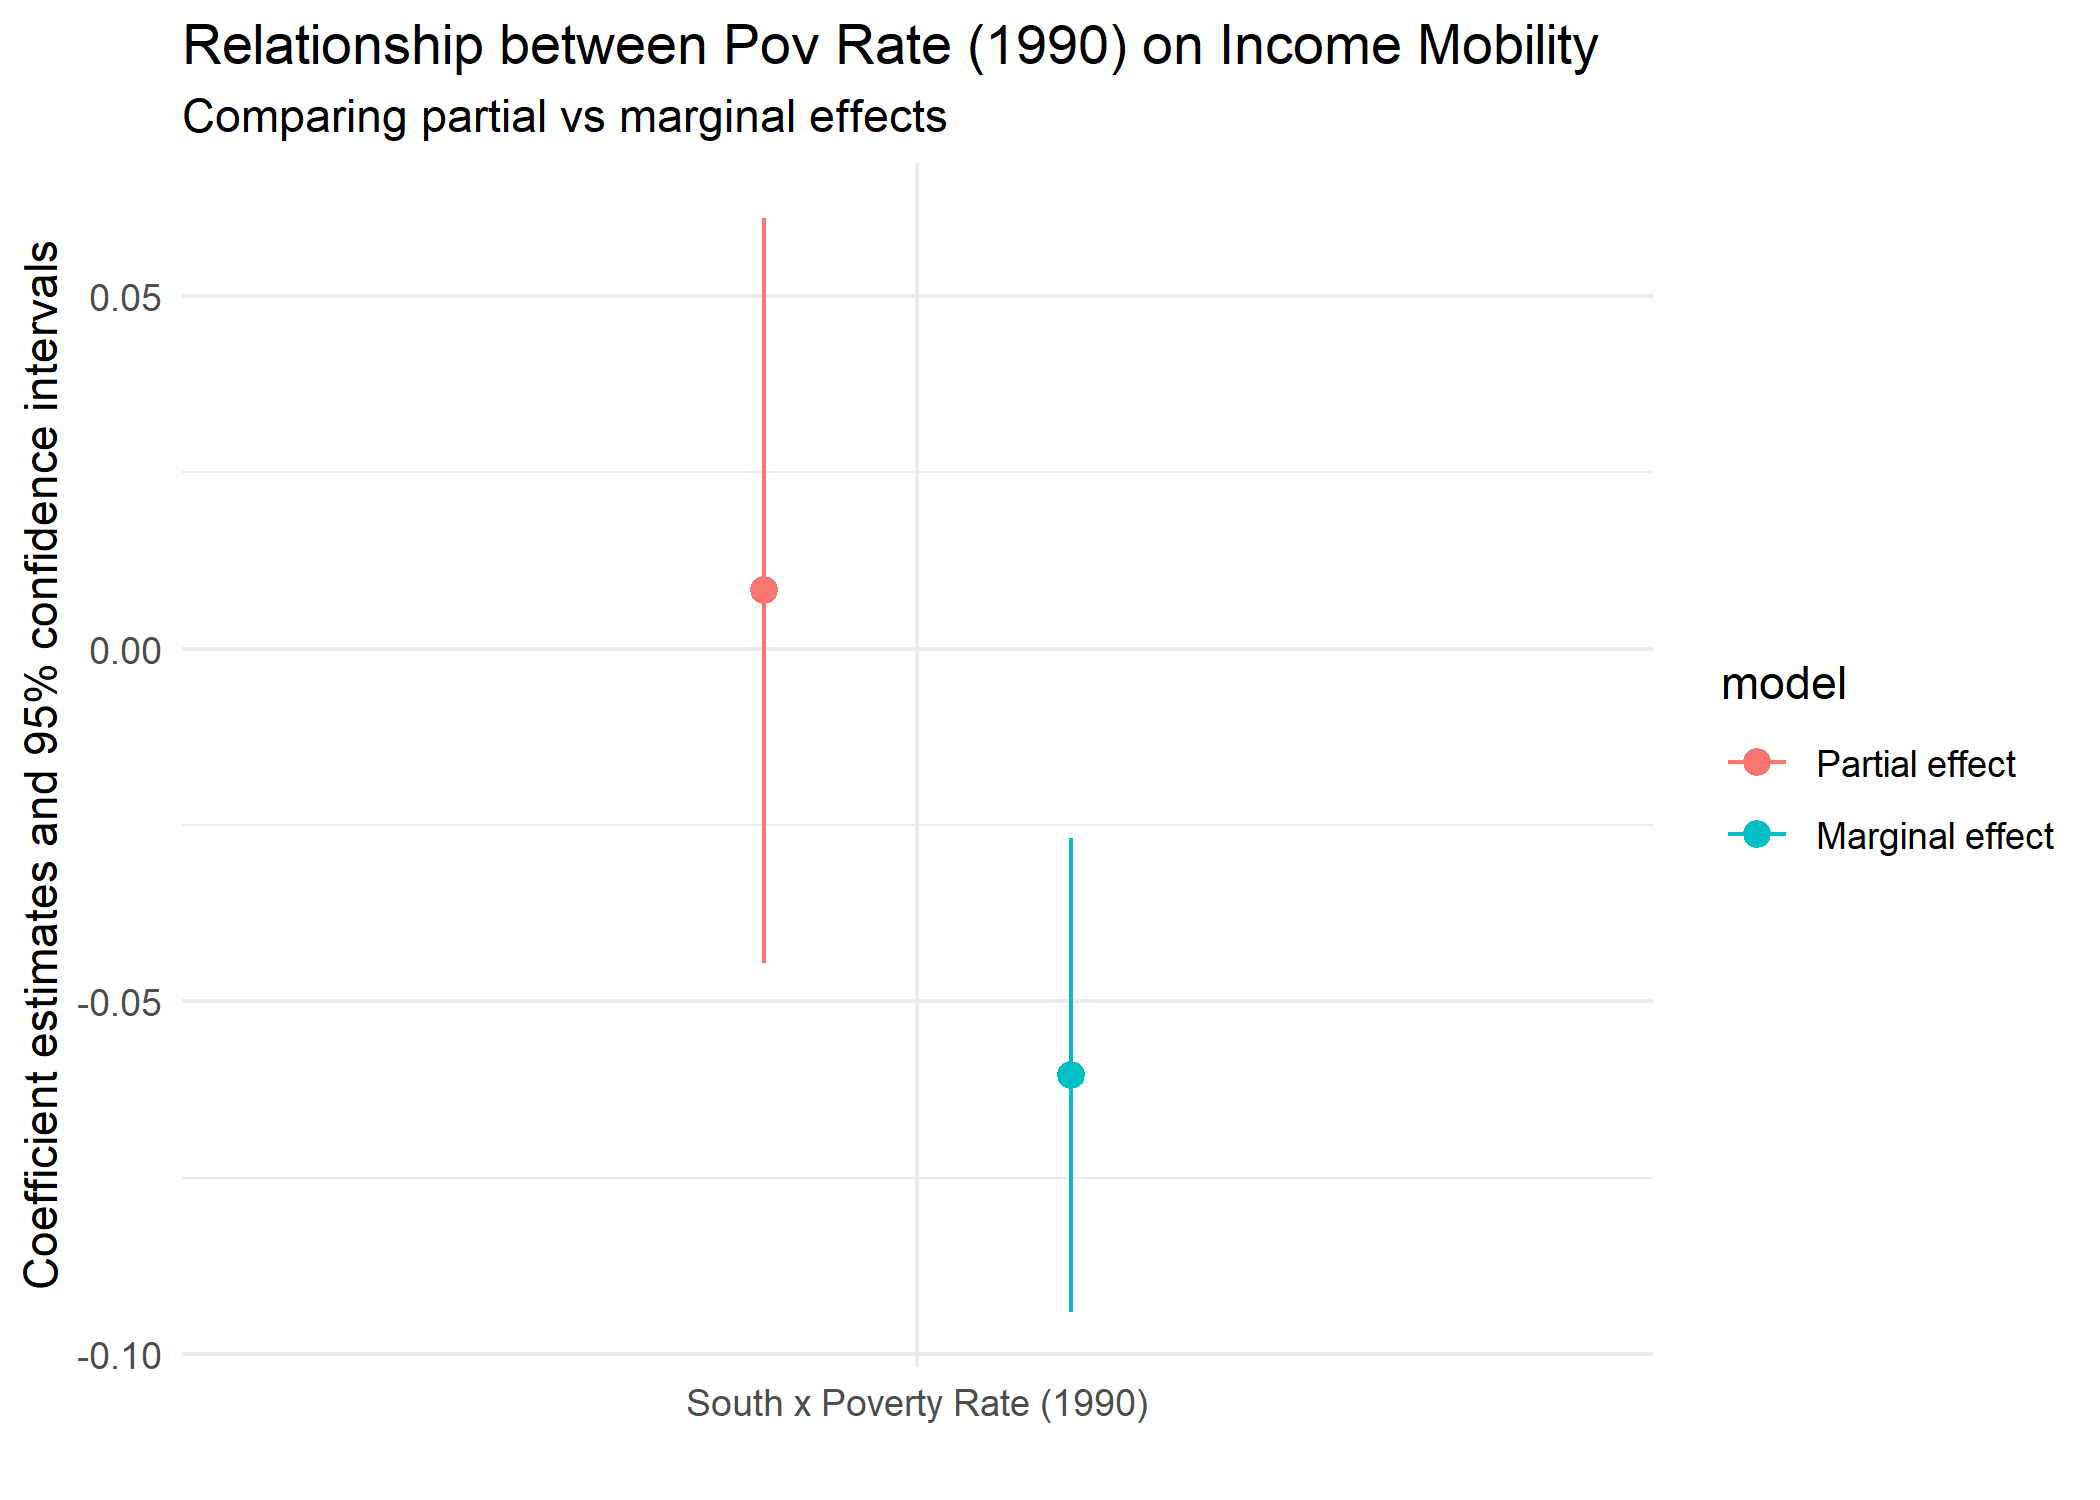 Relationship between Pov Rate (1990) on Income Mobility
Comparing partial vs marginal effects
Coefficient estimates and 95% confidence intervals
0.05
0.00
-0.05
-0.10
South x Poverty Rate (1990)
model
Partial effect
Marginal effect